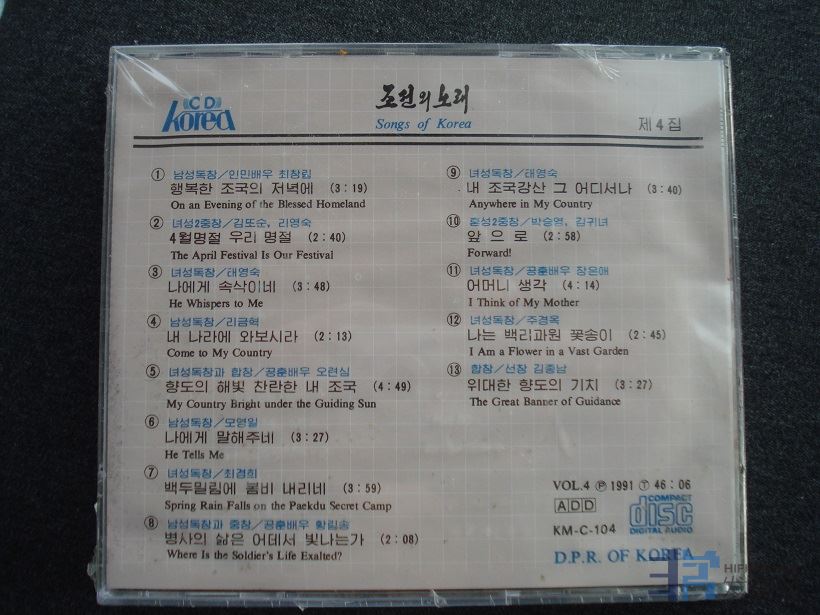 CD
Korea
조선의 노래
Songs of Korea
제4집
① 남성독창/인민배우 최창림
행복한 조국의 저녁에 (3:19)
On an Evening of the Blessed Homeland
② 녀성2중창/김또순, 리영숙
4월명절 우리 명절 (2:40)
The April Festival Is Our Festival
③ 녀성독창/태영숙
나에게 속삭이네 (3:48)
He Whispers to Me
④ 남성독창/리금혁
내 나라에 와보시라 (2:13)
Come to My Country
⑤ 녀성독창과 합창/공훈배우 오련심
향도의 해빛 찬란한 내 조국 (4:49)
My Country Bright under the Guiding Sun
⑥ 남성독창/모영일
나에게 말해주네 (3:27)
He Tells Me
⑦ 녀성독창/최경희
백두밀림에 봄비 내리네 (3:59)
Spring Rain Falls on the Paekdu Secret Camp
⑧ 남성독창과 중창/공훈배우 황림송
병사의 삶은 어데서 빛나는가 (2:08)
Where Is the Soldier's Life Exalted?
⑨ 녀성독창/태영숙
내 조국강산 그 어디서나 (3:40)
Anywhere in My Country
⑩ 혼성2중창/박승영, 김귀녀
앞으로 (2:58)
Forward!
⑪ 녀성독창/공훈배우 장은애
어머니 생각 (4:14)
I Think of My Mother
⑫ 녀성독창/주경옥
나는 백리과원 꽃송이 (2:45)
I Am a Flower in a Vast Garden
⑬ 합창/선창 김종남
위대한 향도의 기치 (3:27)
The Great Banner of Guidance
VOL.4 Ⓟ 1991 Ⓣ 46:06
ADD
KM-C-104
COMPACT
disc
DIGITAL AUDIO
D.P.R. OF KOREA